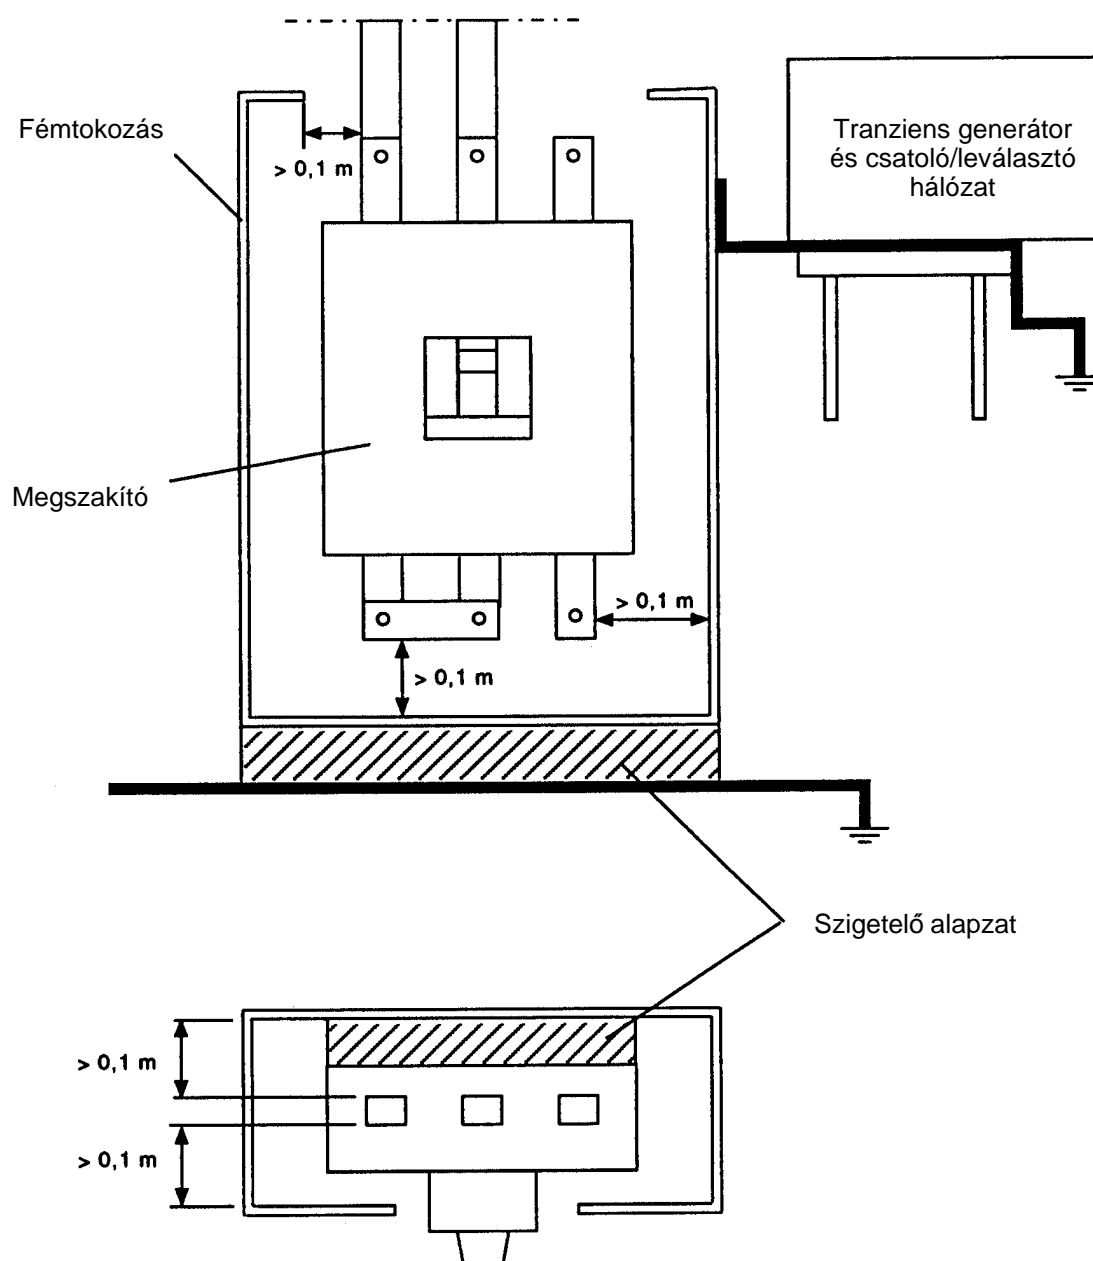 Fémtokozás
> 0,1 m
Tranziens generátor
és csatoló/leválasztó
hálózat
Megszakító
> 0,1 m
> 0,1 m
Szigetelő alapzat
> 0,1 m
> 0,1 m